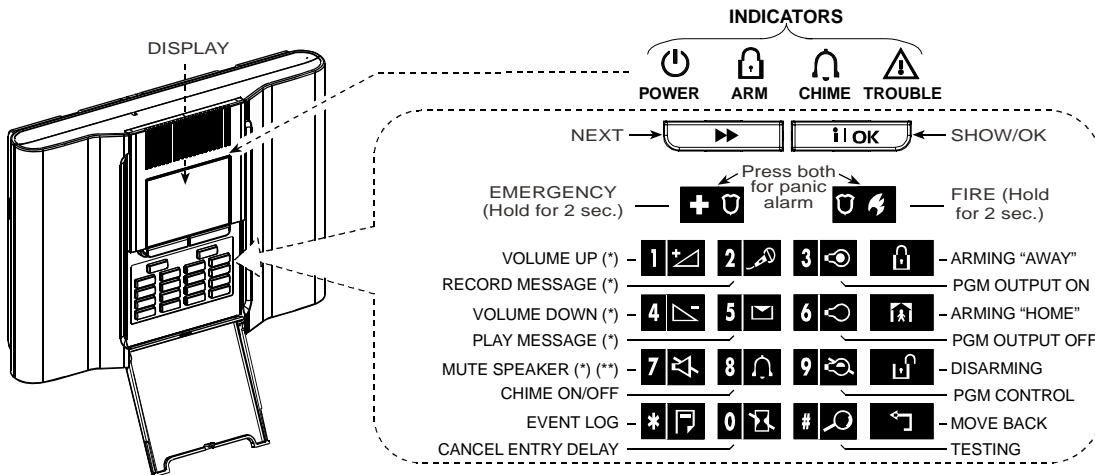 INDICATORS
DISPLAY
POWER ARM CHIME TROUBLE
NEXT
i OK
SHOW/OK
EMERGENCY
(Hold for 2 sec.)
Press both
for panic
alarm
FIRE (Hold
for 2 sec.)
VOLUME UP (*) 1 2 3 ARMING “AWAY”
RECORD MESSAGE (*) PGM OUTPUT ON
VOLUME DOWN (*) 4 5 6 ARMING “HOME”
PLAY MESSAGE (*) PGM OUTPUT OFF
MUTE SPEAKER (*) (**) 7 8 9 DISARMING
CHIME ON/OFF PGM CONTROL
EVENT LOG * 0 # MOVE BACK
CANCEL ENTRY DELAY TESTING